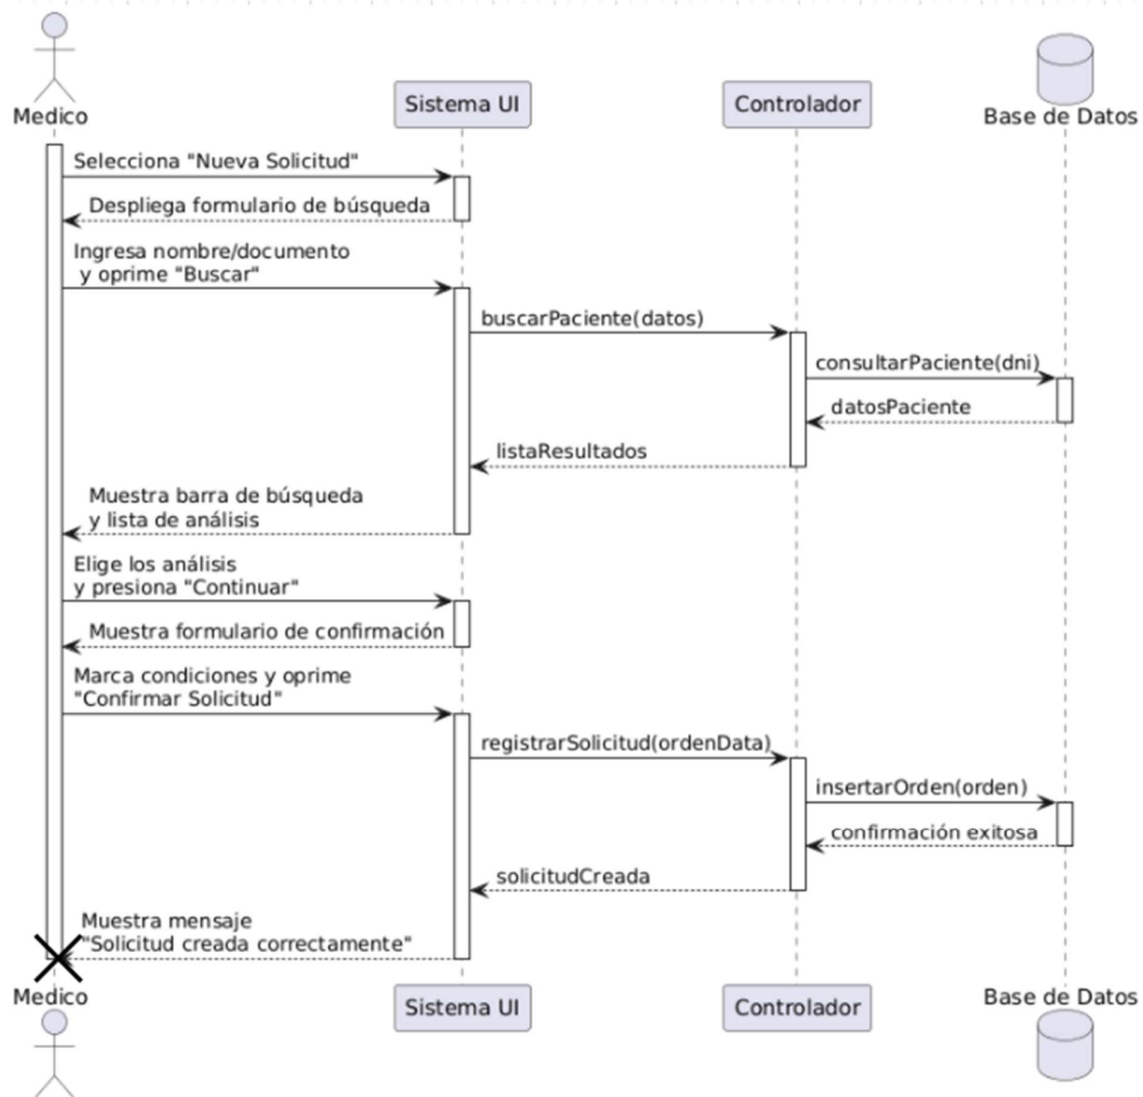 Medico
Sistema UI
Controlador
Base de Datos
Selecciona "Nueva Solicitud"
Despliega formulario de búsqueda
Ingresa nombre/documento
y oprime "Buscar"
buscarPaciente(datos)
consultarPaciente(dni)
datosPaciente
listaResultados
Muestra barra de búsqueda
y lista de análisis
Elige los análisis
y presiona "Continuar"
Muestra formulario de confirmación
Marca condiciones y oprime
"Confirmar Solicitud"
registrarSolicitud(ordenData)
insertarOrden(orden)
confirmación exitosa
solicitudCreada
Muestra mensaje
"Solicitud creada correctamente"
Medico
Sistema UI
Controlador
Base de Datos